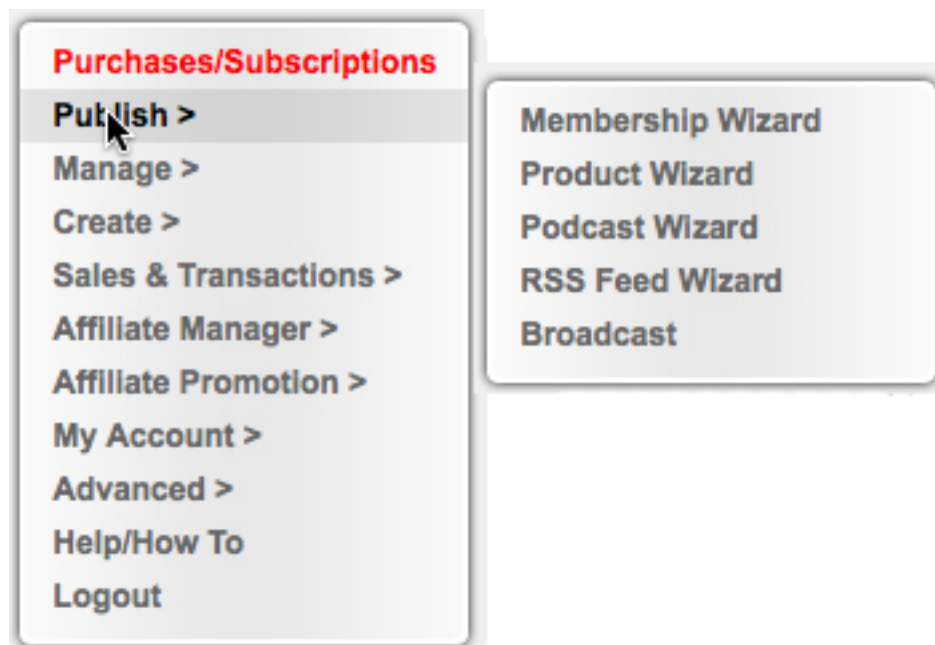 Purchases/Subscriptions
Publish >
Manage >
Create >
Sales & Transactions >
Affiliate Manager >
Affiliate Promotion >
My Account >
Advanced >
Help/How To
Logout
Membership Wizard
Product Wizard
Podcast Wizard
RSS Feed Wizard
Broadcast